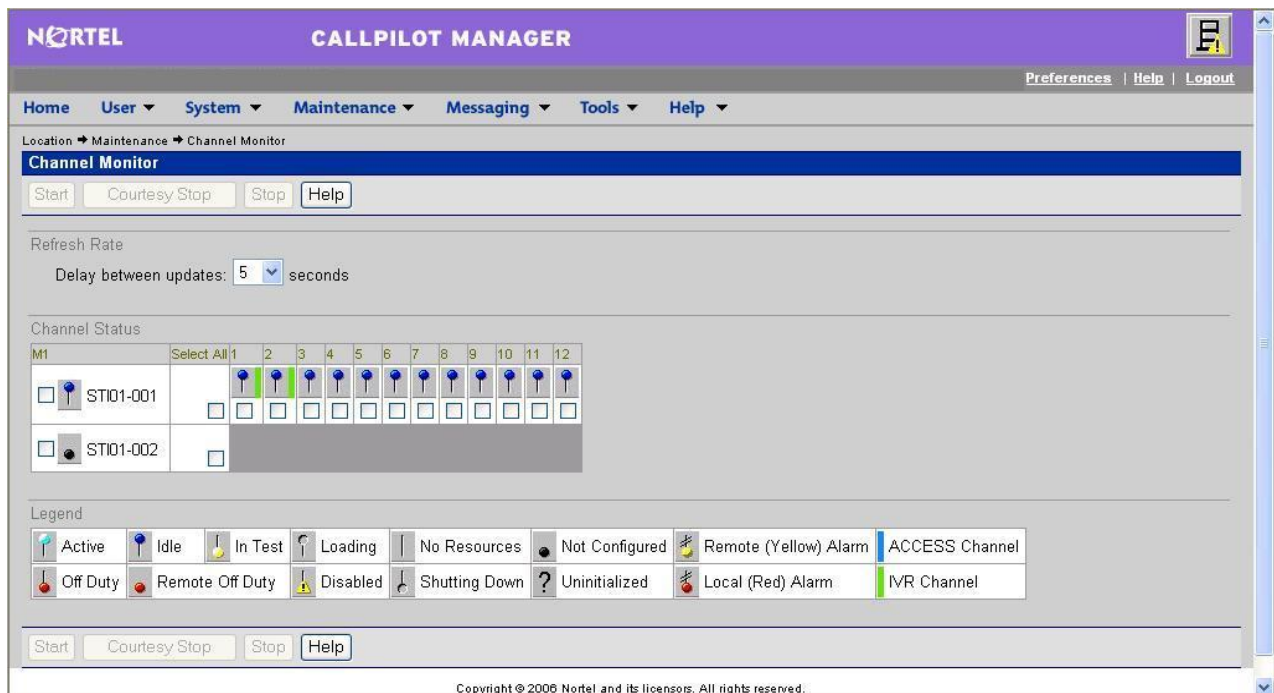 NORTEL CALLPILOT MANAGER
Preferences | Help | Logout
Home User System Maintenance Messaging Tools Help
Location Maintenance Channel Monitor
Channel Monitor
Start Courtesy Stop Stop Help
Refresh Rate
Delay between updates: 5 seconds
Channel Status
M1 Select All 1 2 3 4 5 6 7 8 9 10 11 12
STI01-001
STI01-002
Legend
Active Idle In Test Loading No Resources Not Configured Remote (Yellow) Alarm ACCESS Channel
Off Duty Remote Off Duty Disabled Shutting Down ? Uninitialized Local (Red) Alarm IVR Channel
Start Courtesy Stop Stop Help
Copyright © 2006 Nortel and its licensors. All rights reserved.